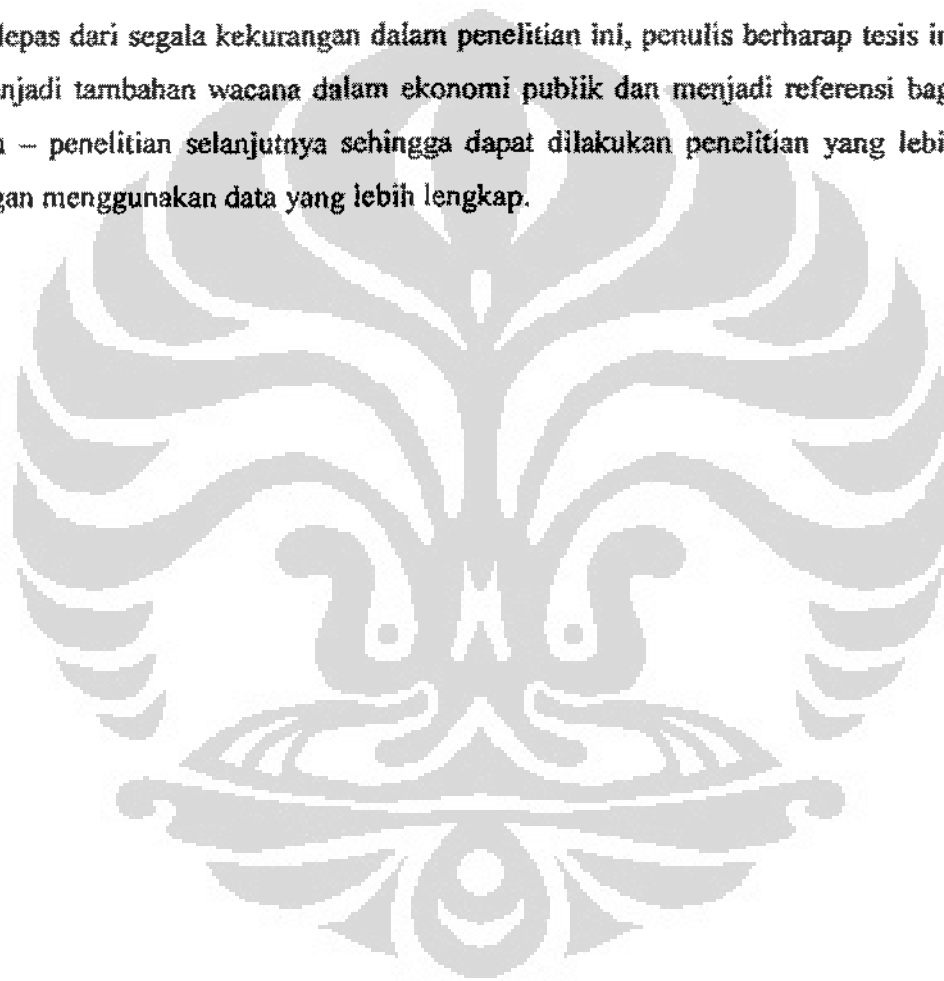 lepas dari segala kekurangan dalam penelitian ini, penulis berharap tesis in
njadi tambahan wacana dalam ekonomi publik dan menjadi referensi bag
– penelitian selanjutnya sehingga dapat dilakukan penelitian yang lebi
gan menggunakan data yang lebih lengkap.